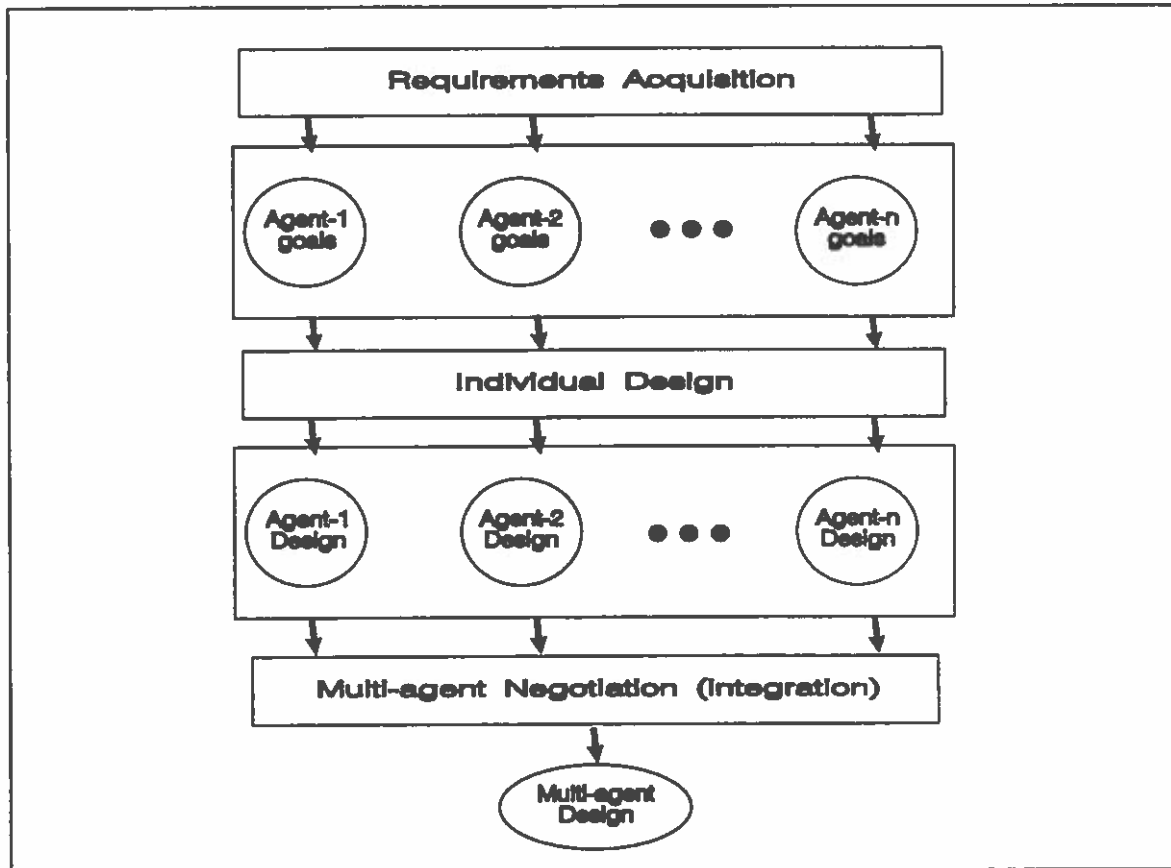 Requirements Acquisition
Agent-1
goals
Agent-2
goals
Agent-n
goals
Individual Design
Agent-1
Design
Agent-2
Design
Agent-n
Design
Multi-agent Negotiation (Integration)
Multi-agent
Design